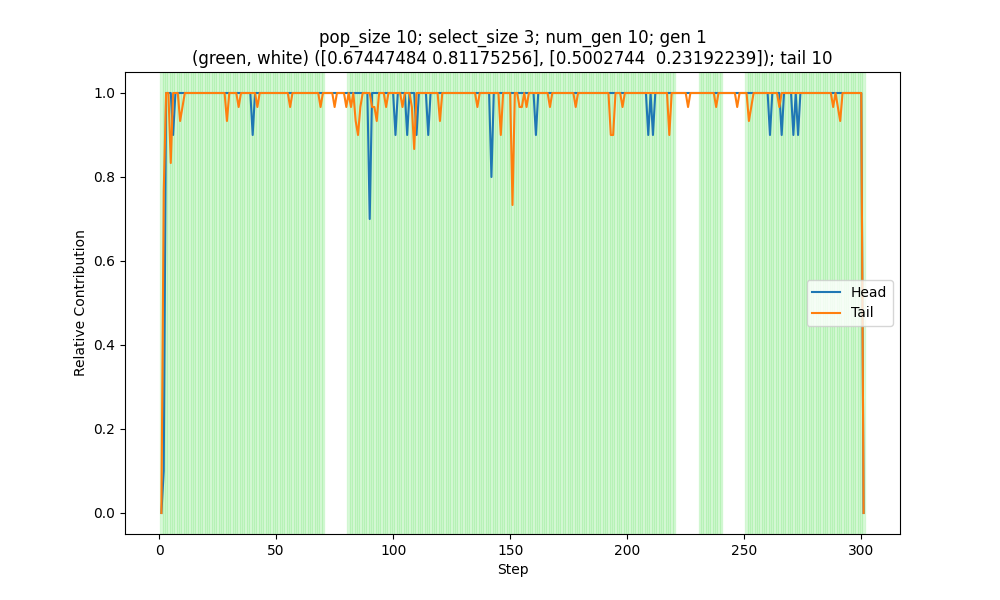 pop_size 10; select_size 3; num_gen 10; gen 1
(green, white) ([0.67447484 0.81175256], [0.5002744  0.23192239]); tail 10
1.0
0.8
0.6
0.4
0.2
0.0
Relative Contribution
Head
Tail
0
50
100
150
200
250
300
Step